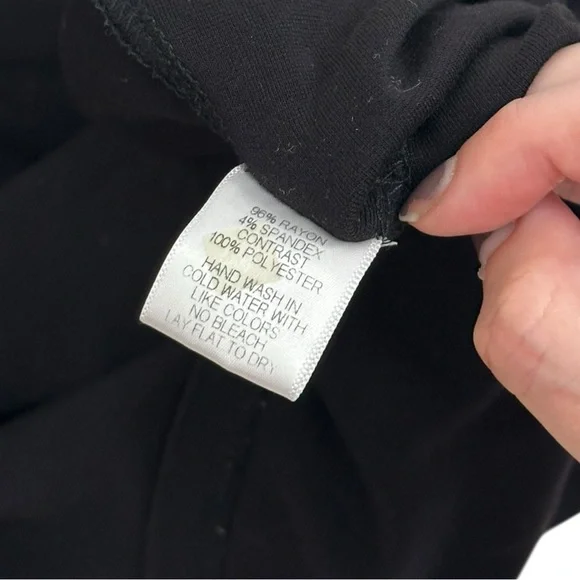 96% RAYON
4% SPANDEX
CONTRAST
100% POLYESTER
HAND WASH IN
COLD WATER WITH
LIKE COLORS
NO BLEACH
LAY FLAT TO DRY